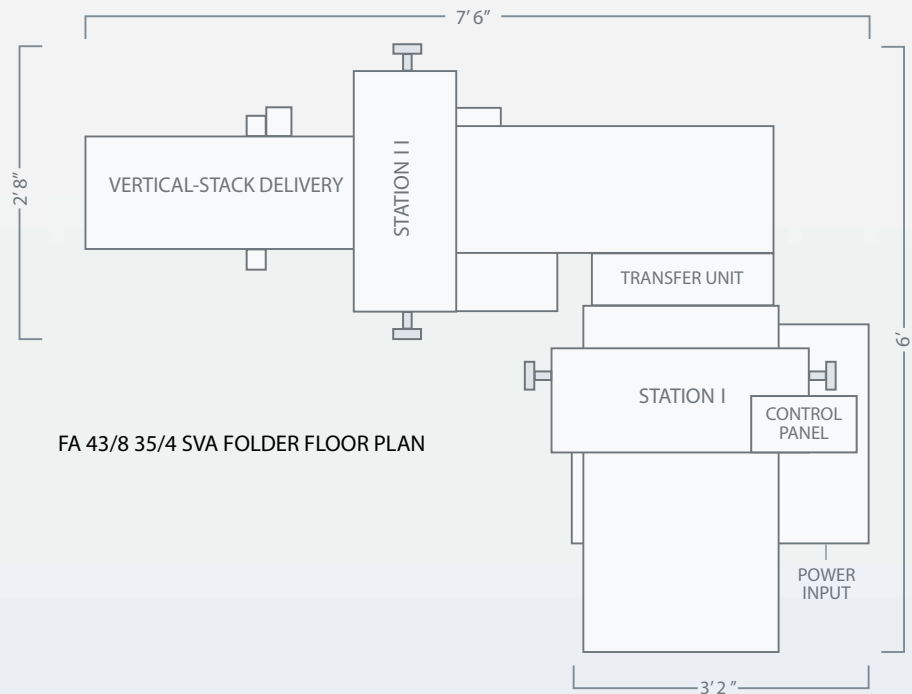 7’ 6”
2’ 8”
VERTICAL-STACK DELIVERY
STATION I I
TRANSFER UNIT
6’
STATION I
CONTROL
PANEL
FA 43/8 35/4 SVA FOLDER FLOOR PLAN
POWER
INPUT
3’ 2 ”